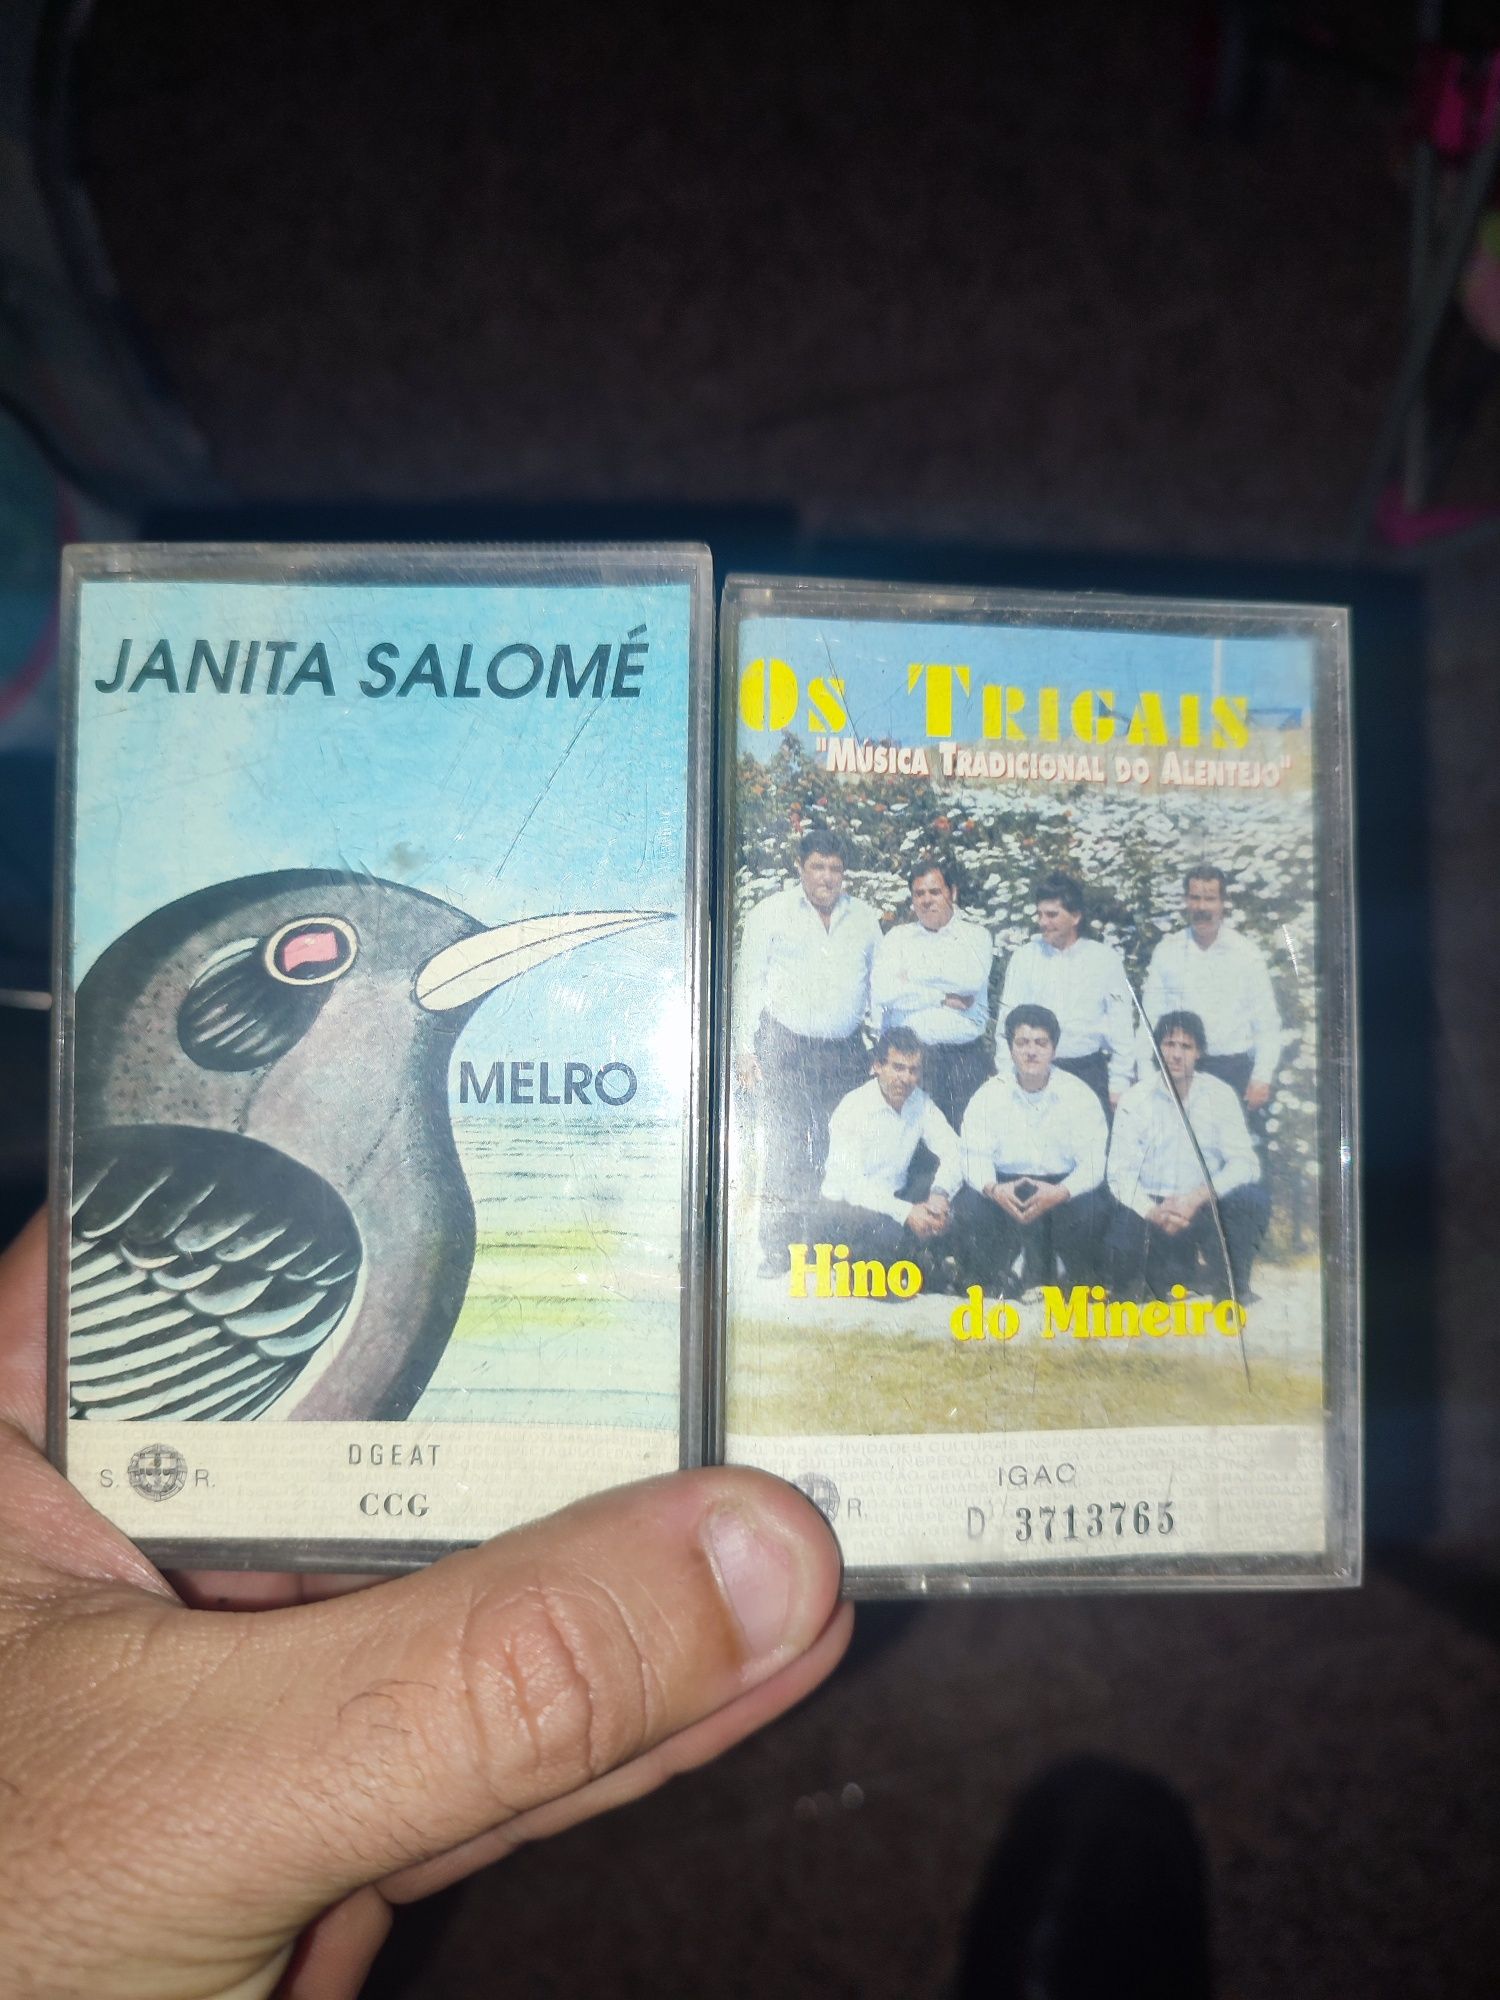 JANITA SALOMÉ
MELRO
S. R.
DGEAT
CCG
OS TRIGAIS
"MÚSICA TRADICIONAL DO ALENTEJO"
Hino
do Mineiro
R.
IGAC
D 3713765